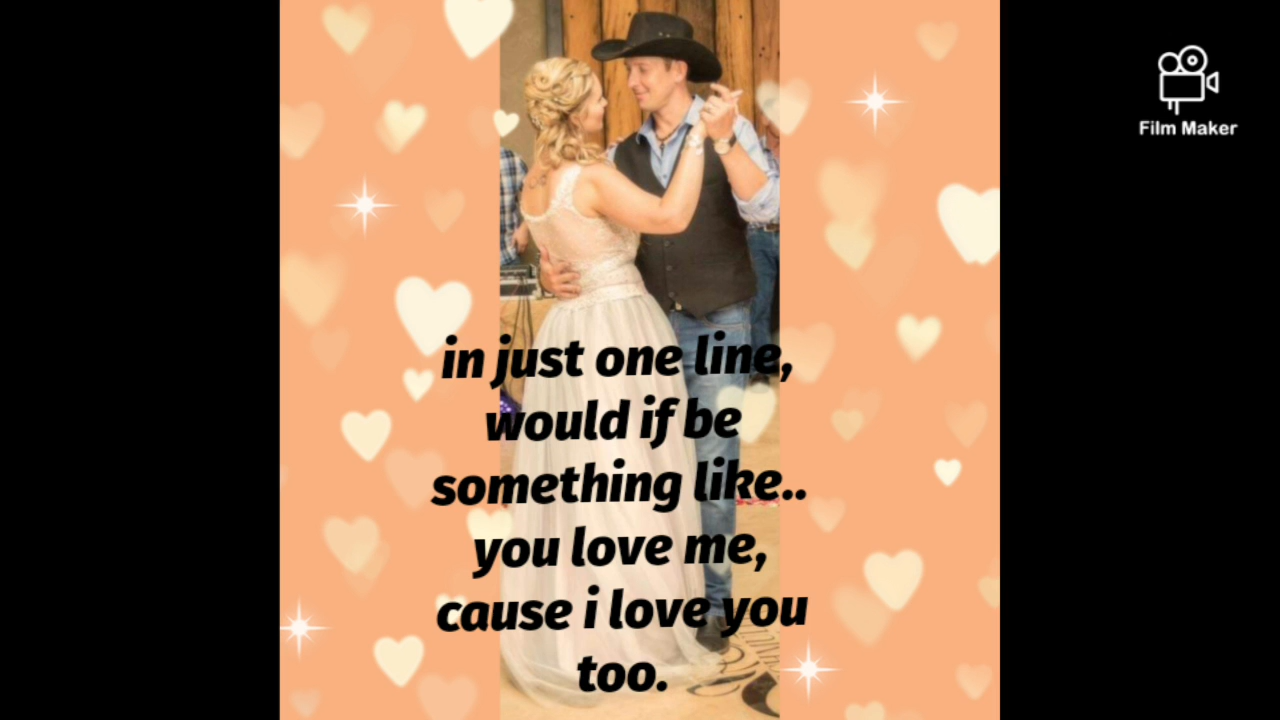 Film Maker
in just one line,
would if be
something like..
you love me,
cause i love you
too.